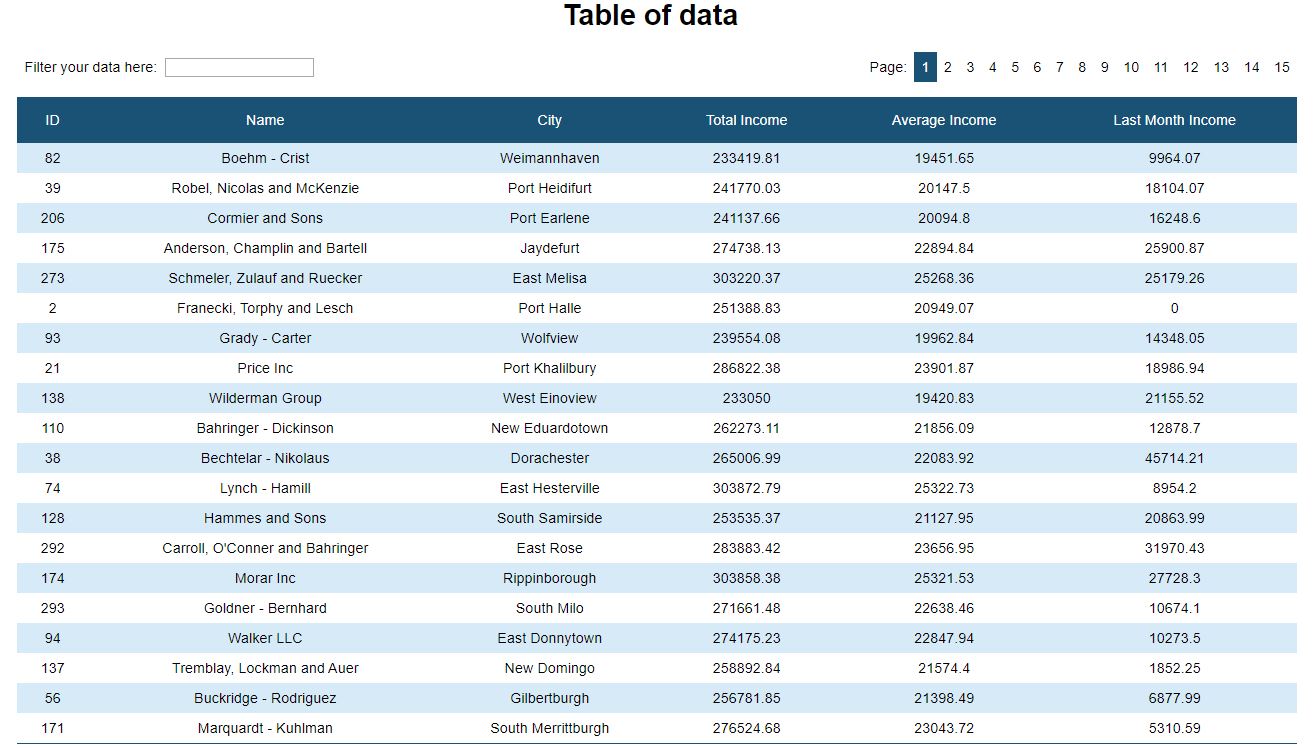 Table of data
Filter your data here: Page: 1 2 3 4 5 6 7 8 9 10 11 12 13 14 15
ID Name City Total Income Average Income Last Month Income
82 Boehm - Crist Weimannhaven 233419.81 19451.65 9964.07
39 Robel, Nicolas and McKenzie Port Heidifurt 241770.03 20147.5 18104.07
206 Cormier and Sons Port Earlene 241137.66 20094.8 16248.6
175 Anderson, Champlin and Bartell Jaydefurt 274738.13 22894.84 25900.87
273 Schmeler, Zulauf and Ruecker East Melisa 303220.37 25268.36 25179.26
2 Franecki, Torphy and Lesch Port Halle 251388.83 20949.07 0
93 Grady - Carter Wolfview 239554.08 19962.84 14348.05
21 Price Inc Port Khalilbury 286822.38 23901.87 18986.94
138 Wilderman Group West Einoview 233050 19420.83 21155.52
110 Bahringer - Dickinson New Eduardotown 262273.11 21856.09 12878.7
38 Bechtelar - Nikolaus Dorachester 265006.99 22083.92 45714.21
74 Lynch - Hamill East Hesterville 303872.79 25322.73 8954.2
128 Hammes and Sons South Samirside 253535.37 21127.95 20863.99
292 Carroll, O'Conner and Bahringer East Rose 283883.42 23656.95 31970.43
174 Morar Inc Rippinborough 303858.38 25321.53 27728.3
293 Goldner - Bernhard South Milo 271661.48 22638.46 10674.1
94 Walker LLC East Donnytown 274175.23 22847.94 10273.5
137 Tremblay, Lockman and Auer New Domingo 258892.84 21574.4 1852.25
56 Buckridge - Rodriguez Gilbertburgh 256781.85 21398.49 6877.99
171 Marquardt - Kuhlman South Merrittburgh 276524.68 23043.72 5310.59